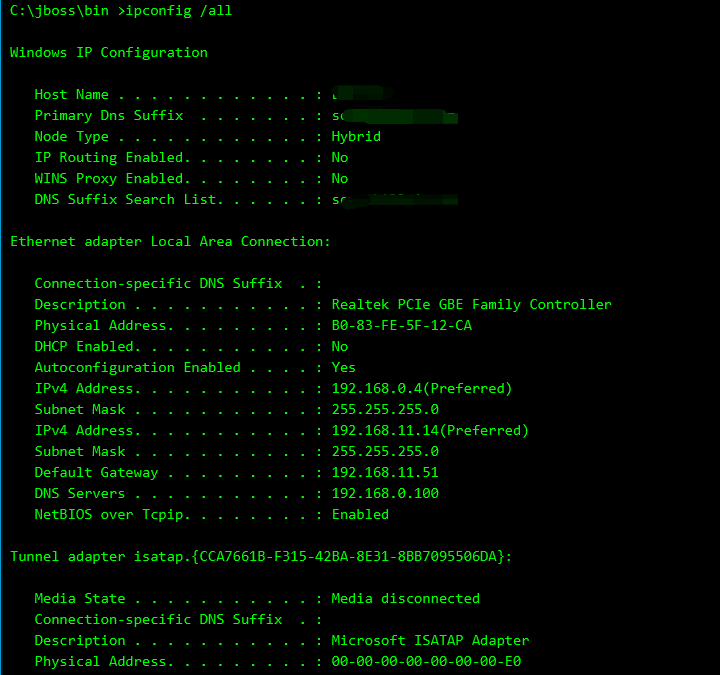 C:\jboss\bin >ipconfig /all
Windows IP Configuration
Host Name . . . . . . . . . . . . :
Primary Dns Suffix . . . . . . . :
Node Type . . . . . . . . . . . . : Hybrid
IP Routing Enabled. . . . . . . . : No
WINS Proxy Enabled. . . . . . . . : No
DNS Suffix Search List. . . . . . :
Ethernet adapter Local Area Connection:
Connection-specific DNS Suffix . :
Description . . . . . . . . . . . : Realtek PCIe GBE Family Controller
Physical Address. . . . . . . . . : B0-83-FE-5F-12-CA
DHCP Enabled. . . . . . . . . . . : No
Autoconfiguration Enabled . . . . : Yes
IPv4 Address. . . . . . . . . . . : 192.168.0.4(Preferred)
Subnet Mask . . . . . . . . . . . : 255.255.255.0
IPv4 Address. . . . . . . . . . . : 192.168.11.14(Preferred)
Subnet Mask . . . . . . . . . . . : 255.255.255.0
Default Gateway . . . . . . . . . : 192.168.11.51
DNS Servers . . . . . . . . . . . : 192.168.0.100
NetBIOS over Tcpip. . . . . . . . : Enabled
Tunnel adapter isatap.{CCA7661B-F315-42BA-8E31-8BB7095506DA}:
Media State . . . . . . . . . . . : Media disconnected
Connection-specific DNS Suffix . :
Description . . . . . . . . . . . : Microsoft ISATAP Adapter
Physical Address. . . . . . . . . : 00-00-00-00-00-00-00-E0